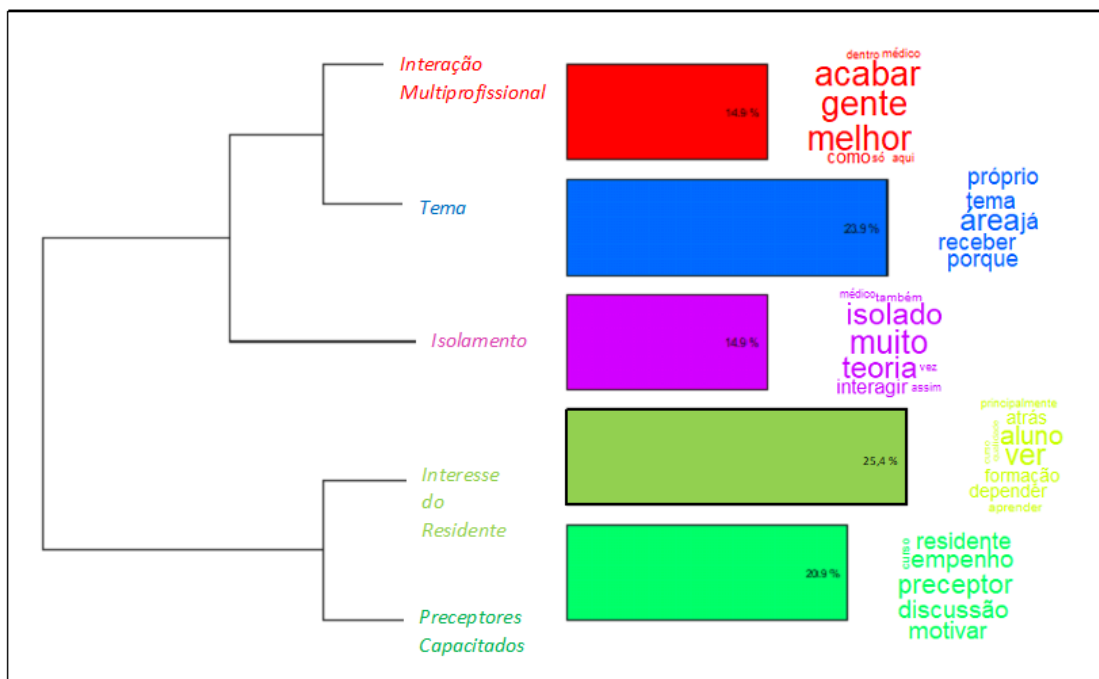 Interação
Multiprofissional
14.9 %
dentro médico
acabar
gente
melhor
como só aqui
Tema
23.9 %
próprio
tema
área já
receber
porque
Isolamento
14.9 %
médico também
isolado
muito
teoria vez
interagir assim
Interesse
do
Residente
25,4 %
principalmente
atrás
aluno
curso
ver
formação
depender
aprender
Preceptores
Capacitados
20.9 %
curso
residente
empenho
preceptor
discussão
motivar